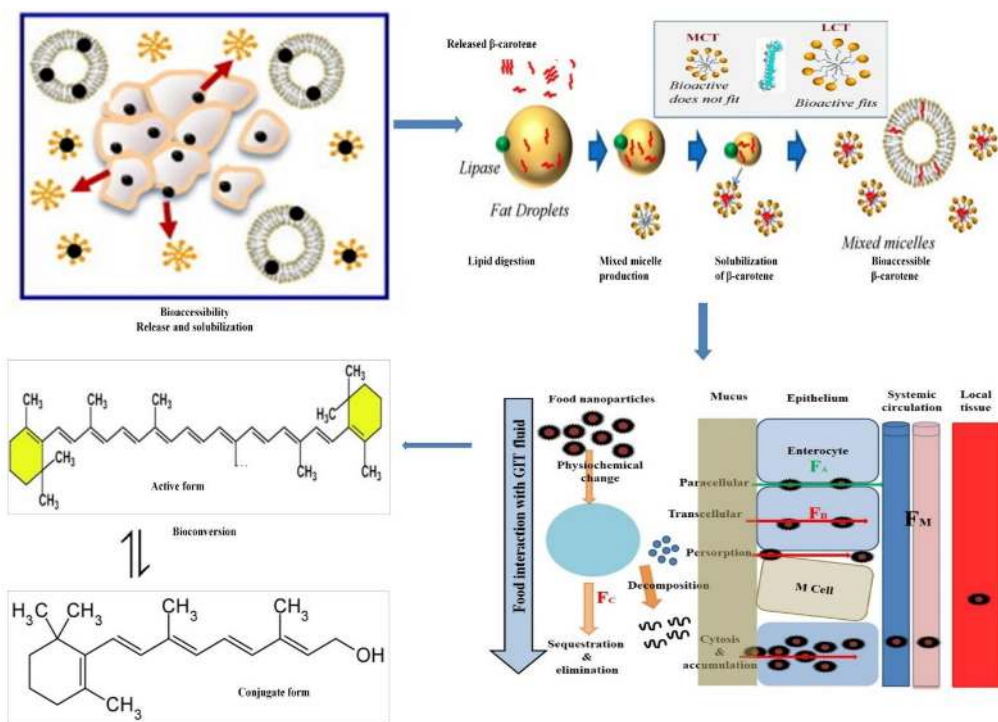 Bioaccessibility
Release and solubilization
Released β-carotene
MCT
LCT
Bioactive
does not fit
Bioactive fits
Lipase
Fat Droplets
Mixed micelles
Lipid digestion
Mixed micelle
production
Solubilization
of β-carotene
Bioaccessible
β-carotene
CH3
CH3
CH3
CH3
CH3
CH3
H3C
CH3
CH3
CH3
...
Active form
Bioconversion
H3C
CH3
CH3
CH3
CH3
OH
Conjugate form
Food interaction with GIT fluid
Food nanoparticles
Physiochemical
change
Decomposition
FC
Sequestration
&
elimination
Mucus
Epithelium
Systemic
circulation
Local
tissue
Enterocyte
FA
Paracellular
Transcellular
FB
FM
Persorption
M Cell
Cytosis
&
accumulation